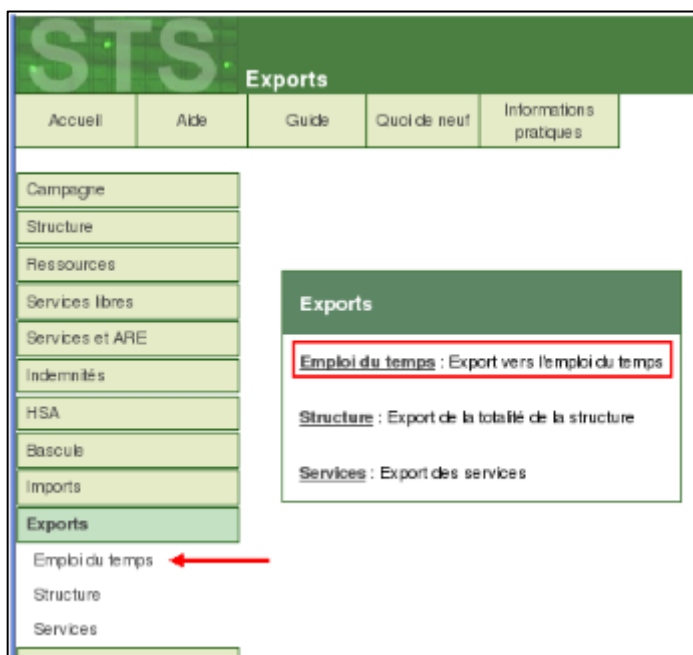 STS
Exports
Accueil
Aide
Guide
Quoi de neuf
Informations
pratiques
Campagne
Structure
Ressources
Services libres
Services et ARE
Indemnités
HSA
Bascule
Imports
Exports
Emploi du temps
Structure
Services
Exports
Emploi du temps : Export vers l'emploi du temps
Structure : Export de la totalité de la structure
Services : Export des services